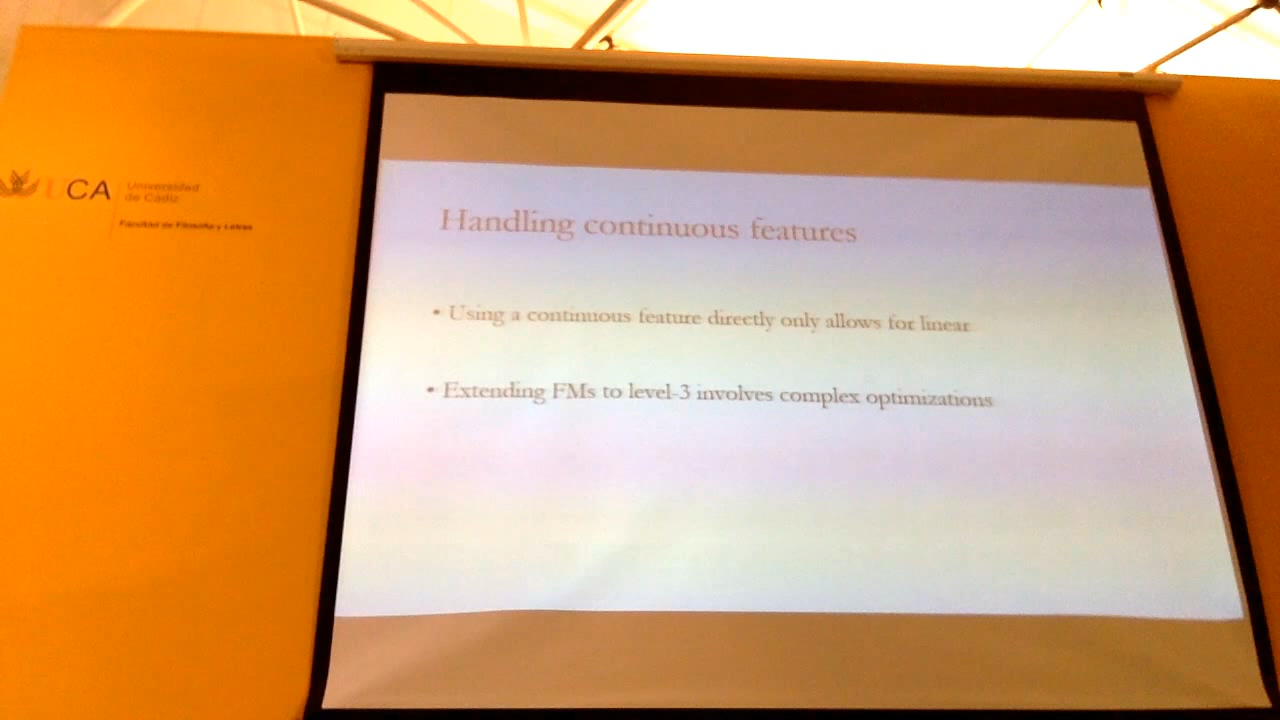 UCA
Universidad
de Cádiz
Facultad de Filosofía y Letras
Handling continuous features
• Using a continuous feature directly only allows for linear
• Extending FMs to level-3 involves complex optimizations